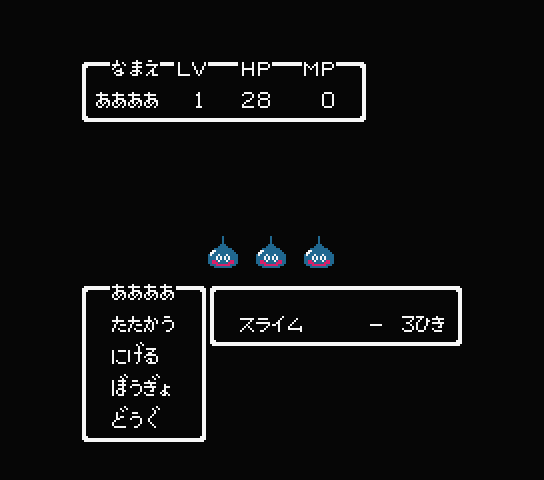 なまえ LV HP MP
ああああ 1 28 0
ああああ
たたかう
にげる
ぼうぎょ
どうぐ
スライム - 3ひき